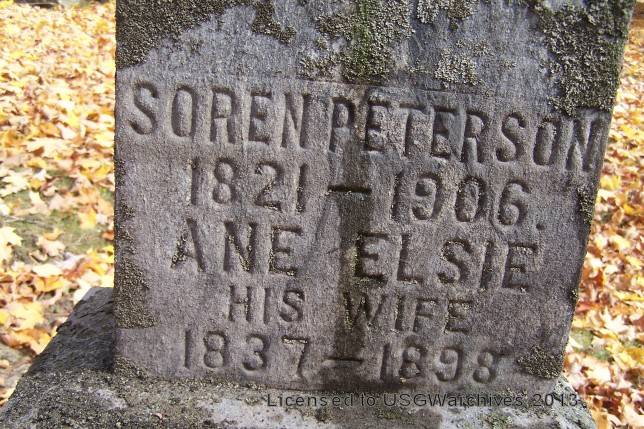 SOREN PETERSON
1821 — 1906.
ANE ELSIE
HIS WIFE
1837 — 1898
Licensed to USGWarchives 2013